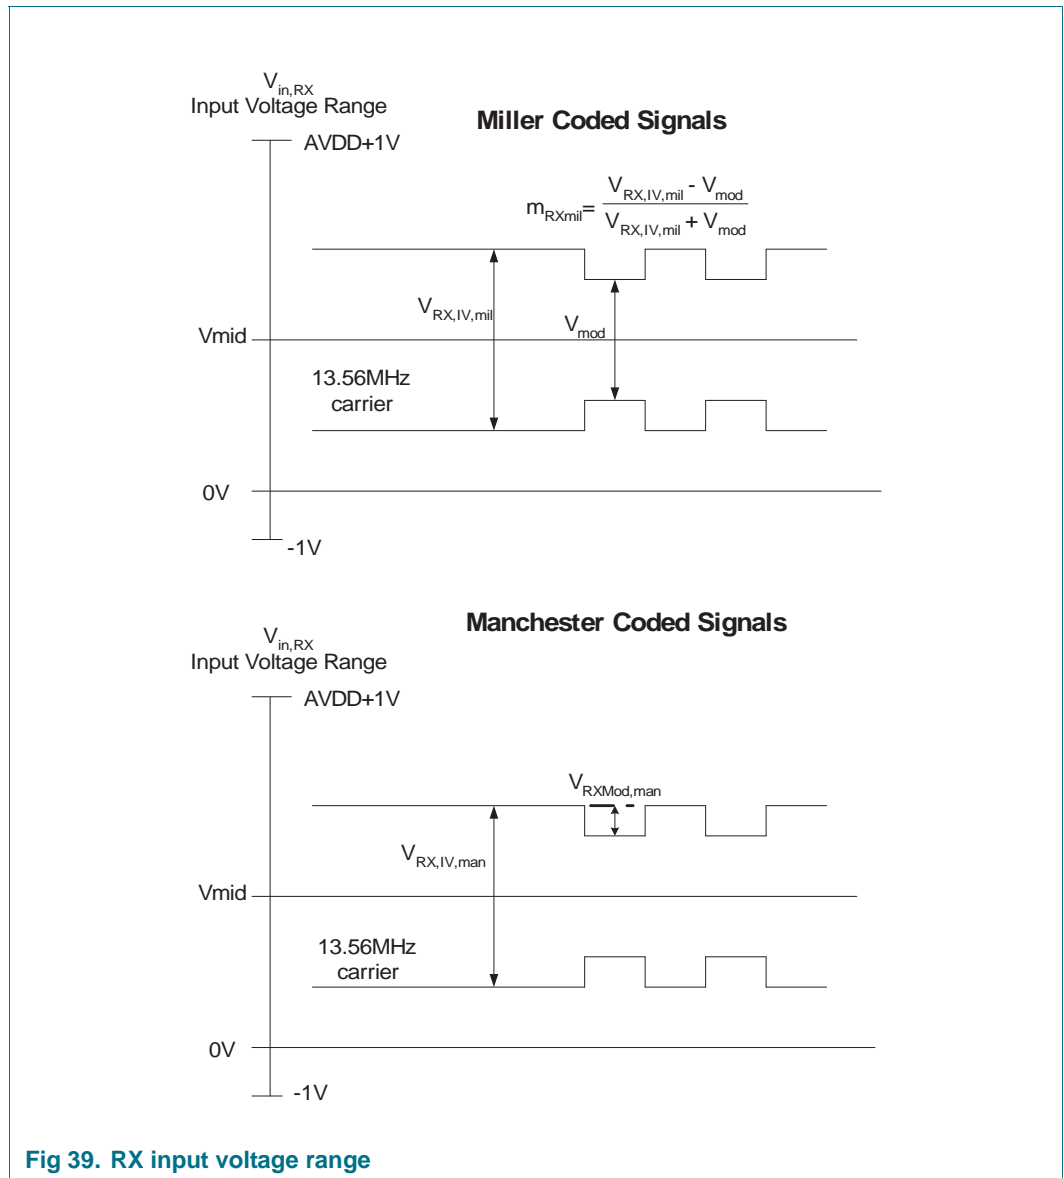 V_in,RX
Input Voltage Range
Miller Coded Signals
AVDD+1V
m_RXmil= (V_RX,IV,mil - V_mod) / (V_RX,IV,mil + V_mod)
V_RX,IV,mil
V_mod
Vmid
13.56MHz
carrier
0V
-1V
Manchester Coded Signals
V_in,RX
Input Voltage Range
AVDD+1V
V_RXMod,man
V_RX,IV,man
Vmid
13.56MHz
carrier
0V
-1V
Fig 39. RX input voltage range